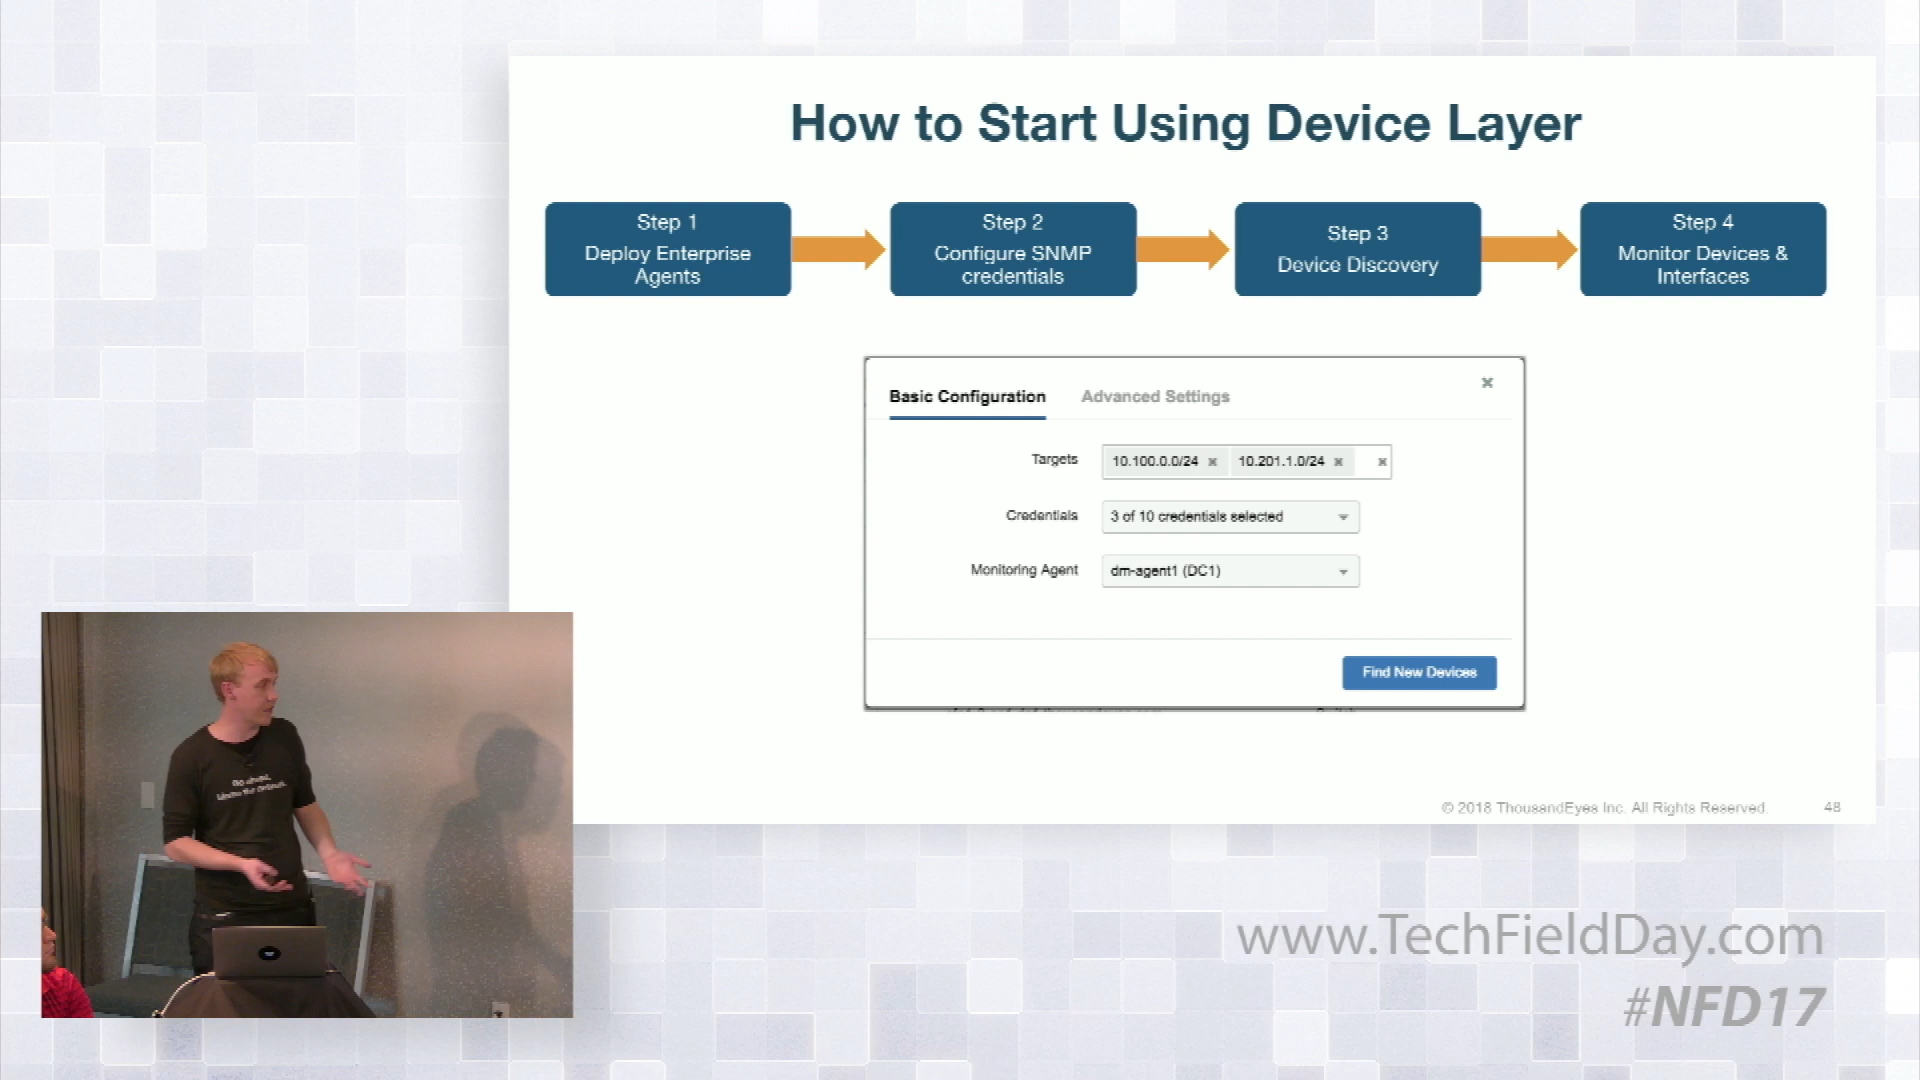 How to Start Using Device Layer
Step 1
Deploy Enterprise
Agents
Step 2
Configure SNMP
credentials
Step 3
Device Discovery
Step 4
Monitor Devices &
Interfaces
Basic Configuration Advanced Settings
Targets 10.100.0.0/24 10.201.1.0/24
Credentials 3 of 10 credentials selected
Monitoring Agent dm-agent1 (DC1)
Find New Devices
© 2018 ThousandEyes Inc. All Rights Reserved. 48
www.TechFieldDay.com
#NFD17